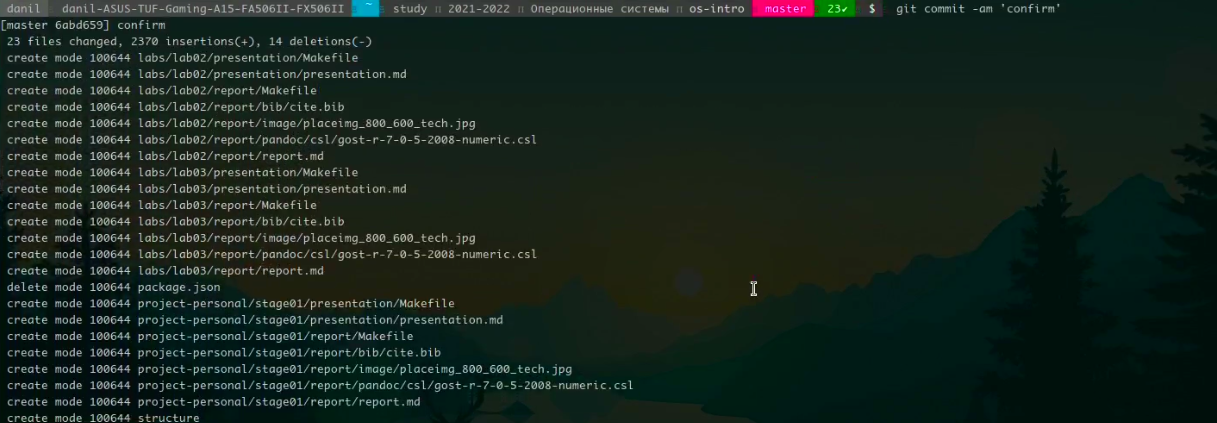 danil danil-ASUS-TUF-Gaming-A15-FA506II-FX506II ~ study :: 2021-2022 :: Операционные системы :: os-intro master 23✔ $ git commit -am 'confirm'
[master 6abd659] confirm
23 files changed, 2370 insertions(+), 14 deletions(-)
create mode 100644 labs/lab02/presentation/Makefile
create mode 100644 labs/lab02/presentation/presentation.md
create mode 100644 labs/lab02/report/Makefile
create mode 100644 labs/lab02/report/bib/cite.bib
create mode 100644 labs/lab02/report/image/placeimg_800_600_tech.jpg
create mode 100644 labs/lab02/report/pandoc/csl/gost-r-7-0-5-2008-numeric.csl
create mode 100644 labs/lab02/report/report.md
create mode 100644 labs/lab03/presentation/Makefile
create mode 100644 labs/lab03/presentation/presentation.md
create mode 100644 labs/lab03/report/Makefile
create mode 100644 labs/lab03/report/bib/cite.bib
create mode 100644 labs/lab03/report/image/placeimg_800_600_tech.jpg
create mode 100644 labs/lab03/report/pandoc/csl/gost-r-7-0-5-2008-numeric.csl
create mode 100644 labs/lab03/report/report.md
delete mode 100644 package.json
create mode 100644 project-personal/stage01/presentation/Makefile
create mode 100644 project-personal/stage01/presentation/presentation.md
create mode 100644 project-personal/stage01/report/Makefile
create mode 100644 project-personal/stage01/report/bib/cite.bib
create mode 100644 project-personal/stage01/report/image/placeimg_800_600_tech.jpg
create mode 100644 project-personal/stage01/report/pandoc/csl/gost-r-7-0-5-2008-numeric.csl
create mode 100644 project-personal/stage01/report/report.md
create mode 100644 structure